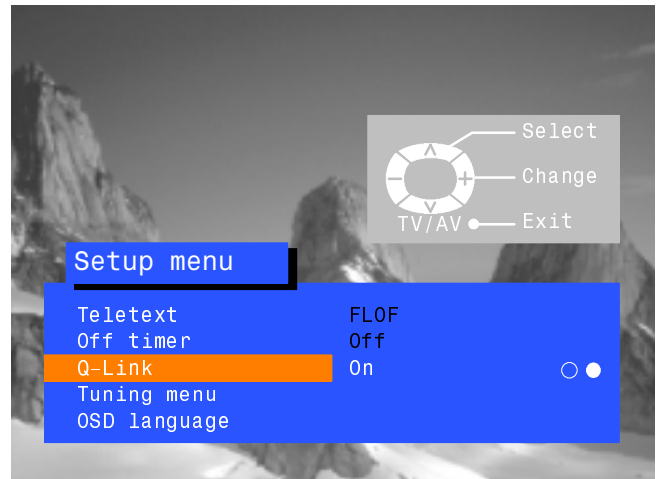 Select
Change
TV/AV Exit
Setup menu
Teletext FLOF
Off timer Off
Q-Link On
Tuning menu
OSD language